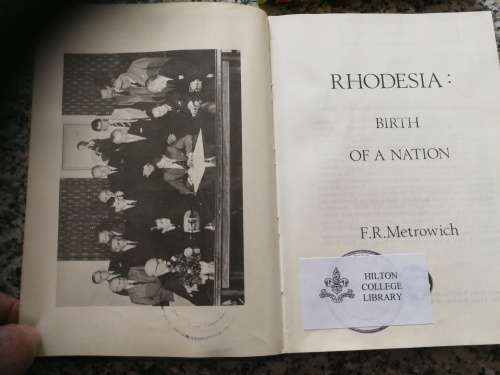 RHODESIA:
BIRTH
OF A NATION
F.R.Metrowich
HILTON
COLLEGE
LIBRARY